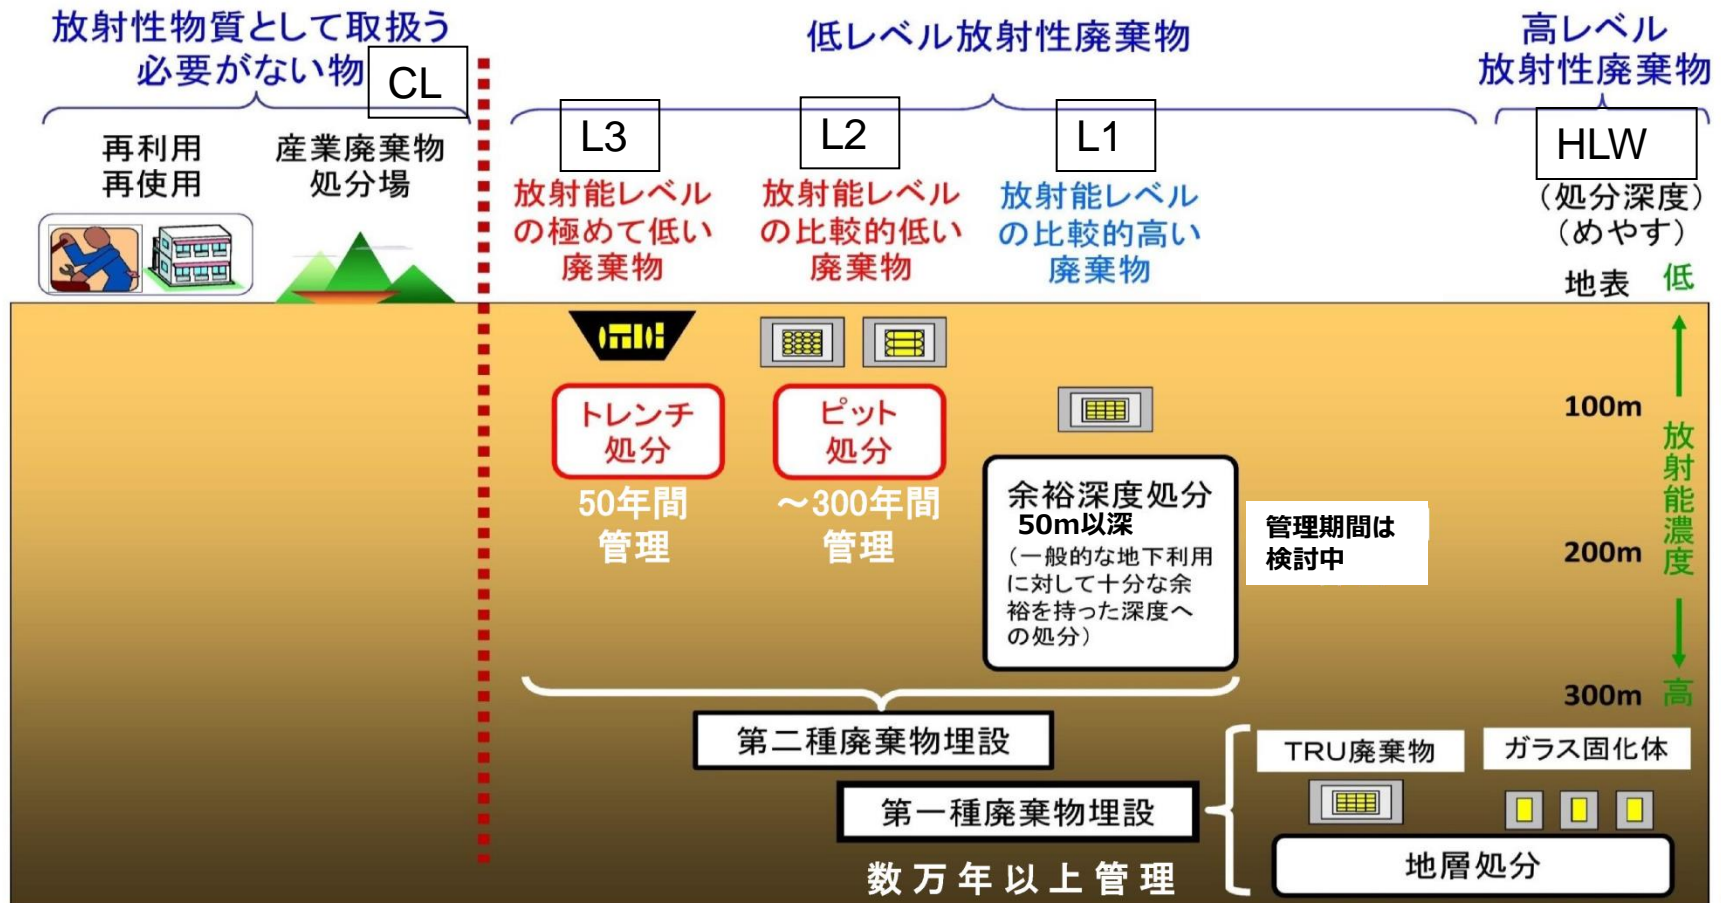 放射性物質として取扱う
必要がない物
CL
再利用
再使用
産業廃棄物
処分場
低レベル放射性廃棄物
L3
放射能レベル
の極めて低い
廃棄物
L2
放射能レベル
の比較的低い
廃棄物
L1
放射能レベル
の比較的高い
廃棄物
高レベル
放射性廃棄物
HLW
(処分深度)
(めやす)
地表
低
100m
200m
300m
放射能濃度
高
トレンチ
処分
50年間
管理
ピット
処分
～300年間
管理
余裕深度処分
50m以深
(一般的な地下利用
に対して十分な余
裕を持った深度へ
の処分)
管理期間は
検討中
第二種廃棄物埋設
第一種廃棄物埋設
数万年以上管理
TRU廃棄物
ガラス固化体
地層処分